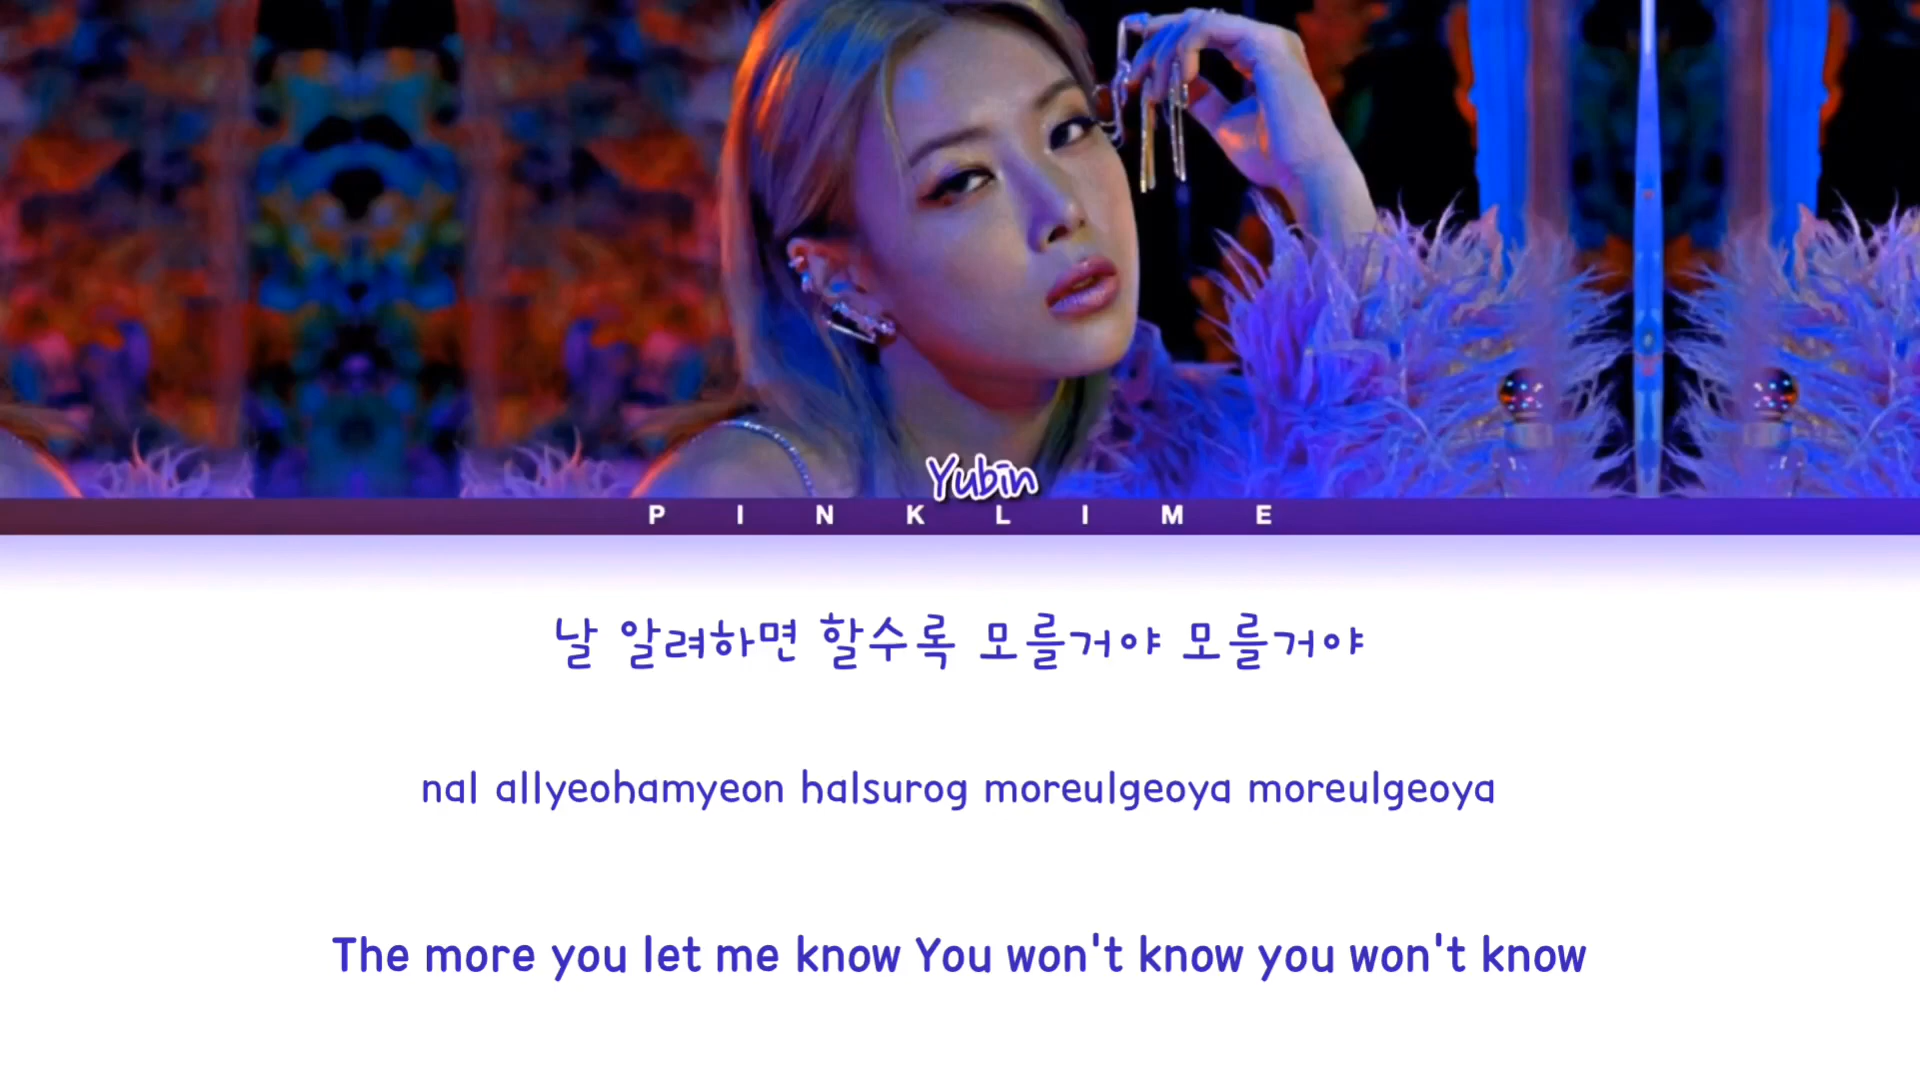 Yubin
PINKLIME
날 알려하면 할수록 모를거야 모를거야
nal allyeohamyeon halsurog moreulgeoya moreulgeoya
The more you let me know You won't know you won't know